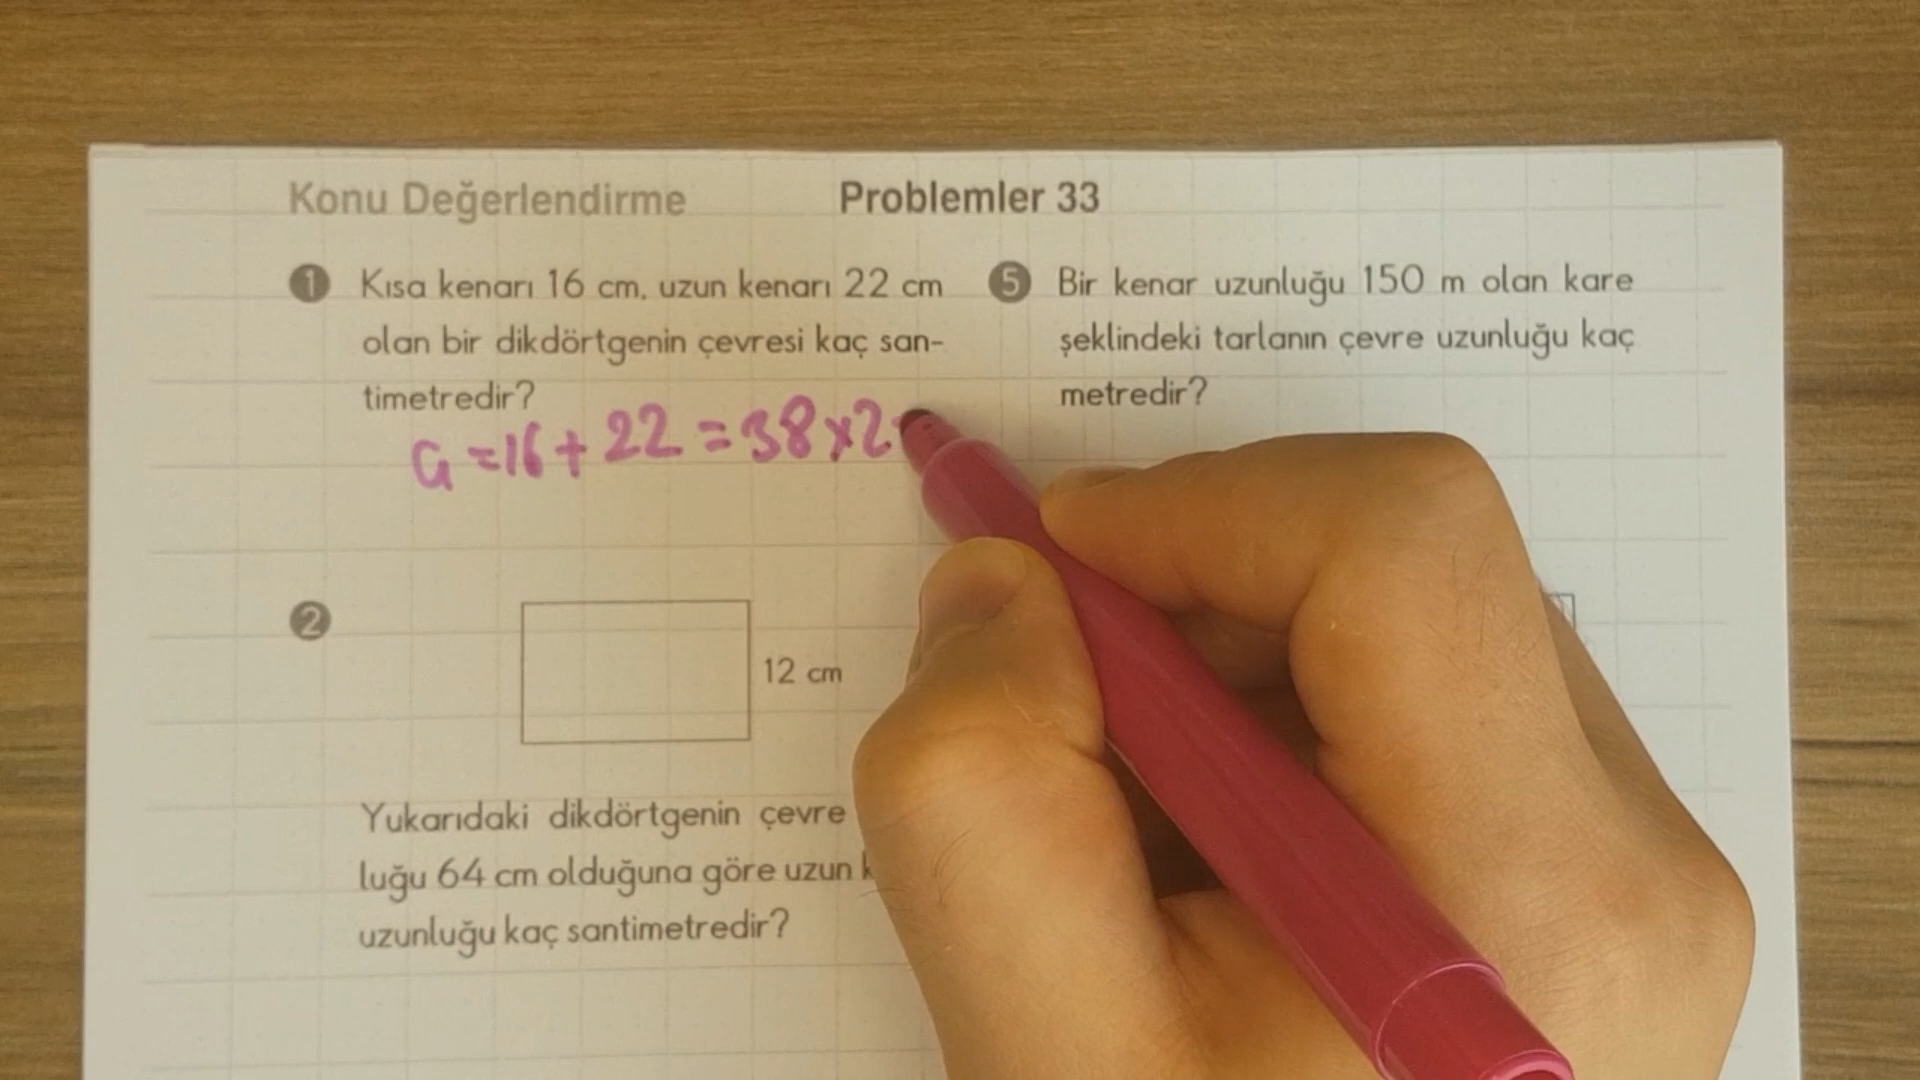 Konu Değerlendirme
Problemler 33
1 Kısa kenarı 16 cm, uzun kenarı 22 cm
olan bir dikdörtgenin çevresi kaç san-
timetredir?
Ç = 16 + 22 = 38 x 2
2
12 cm
Yukarıdaki dikdörtgenin çevre
luğu 64 cm olduğuna göre uzun
uzunluğu kaç santimetredir?
5 Bir kenar uzunluğu 150 m olan kare
şeklindeki tarlanın çevre uzunluğu kaç
metredir?